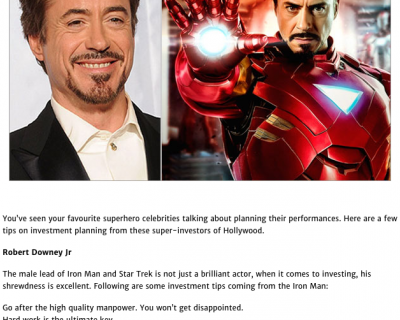 You've seen your favourite superhero celebrities talking about planning their performances. Here are a few
tips on investment planning from these super-investors of Hollywood.
Robert Downey Jr
The male lead of Iron Man and Star Trek is not just a brilliant actor, when it comes to investing, his
shrewdness is excellent. Following are some investment tips coming from the Iron Man:
Go after the high quality manpower. You won't get disappointed.
Hard work is the ultimate key